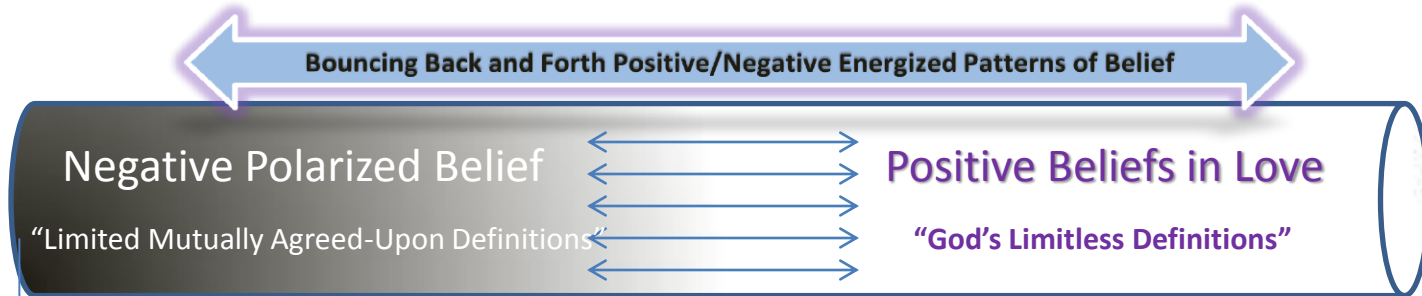 Bouncing Back and Forth Positive/Negative Energized Patterns of Belief
Negative Polarized Belief
Positive Beliefs in Love
“Limited Mutually Agreed-Upon Definitions”
“God’s Limitless Definitions”